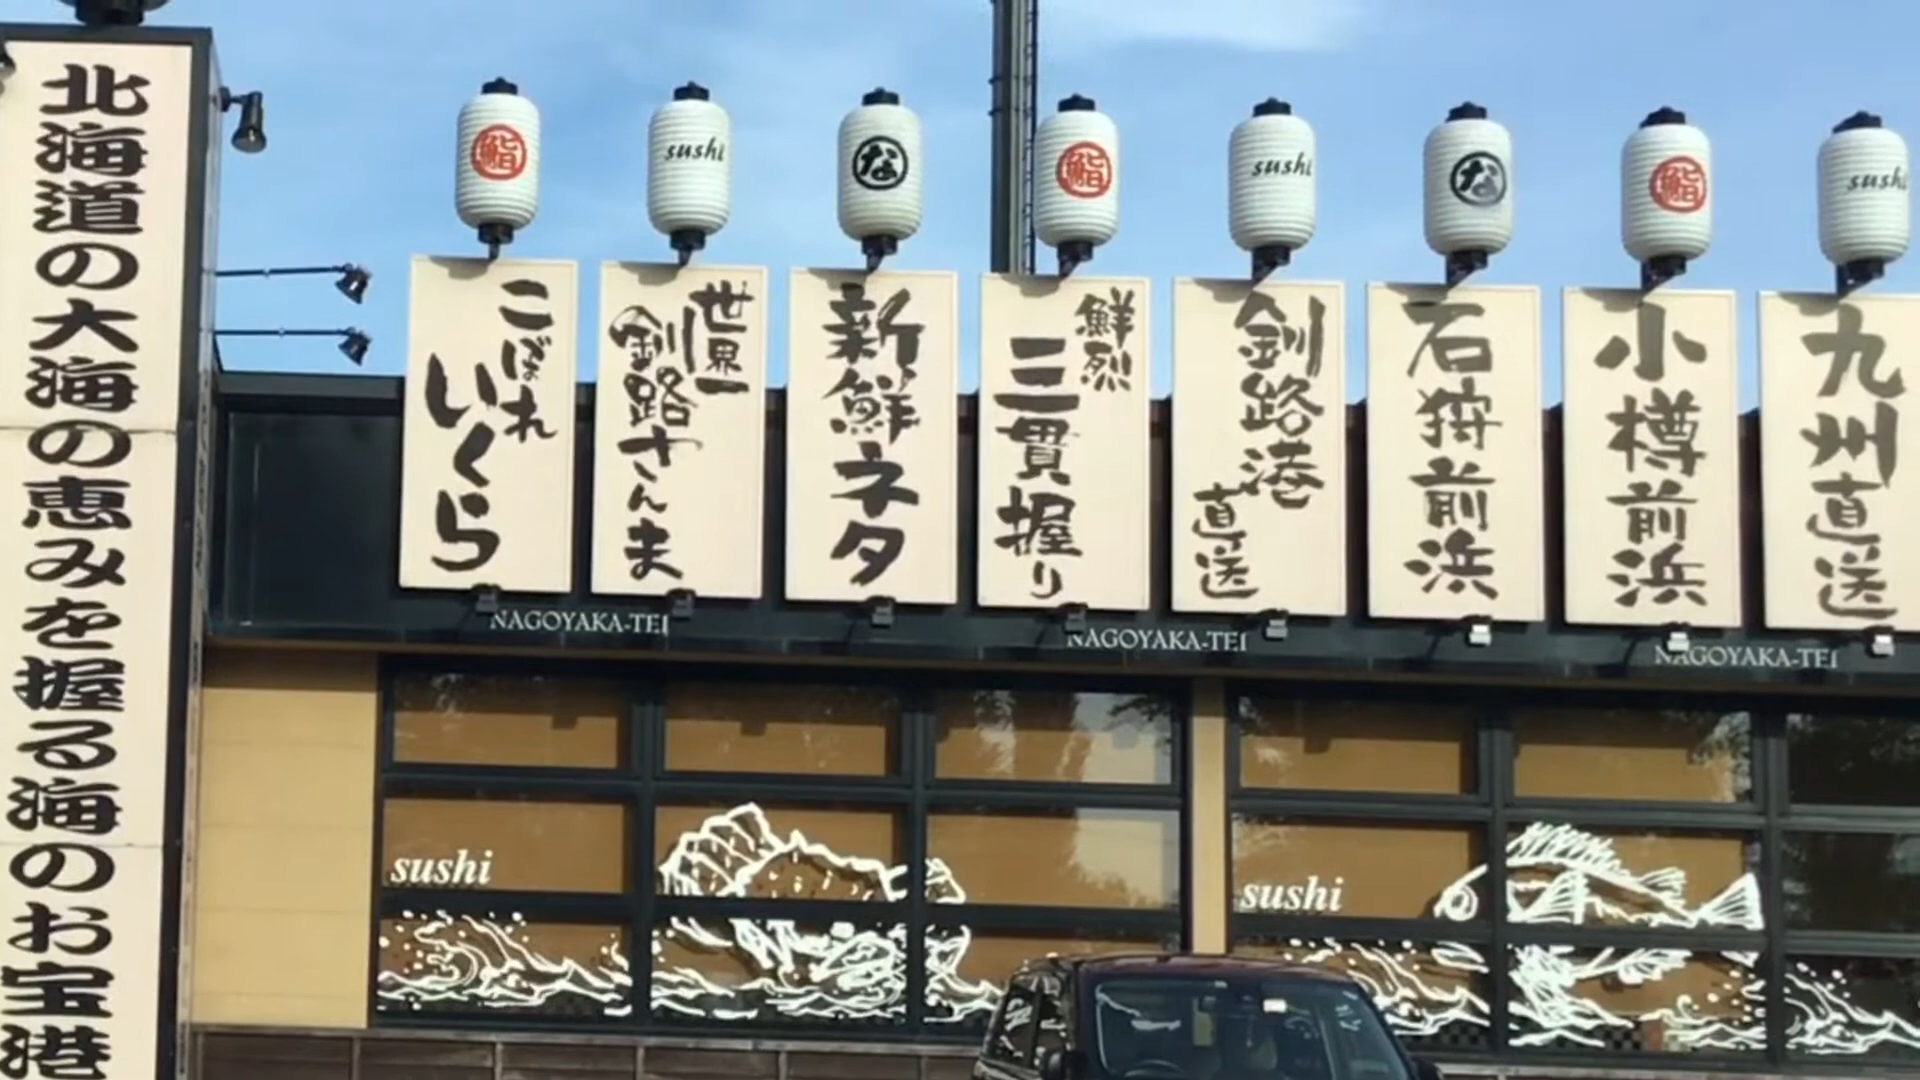 北海道の大海の恵みを握る海のお宝港
鮨
sushi
な
鮨
sushi
な
鮨
sushi
こぼれ
いくら
世界一
釧路さんま
新鮮ネタ
鮮烈
三貫握り
釧路港
直送
石狩前浜
小樽前浜
九州直送
NAGOYAKA-TEI
NAGOYAKA-TEI
NAGOYAKA-TEI
sushi
sushi